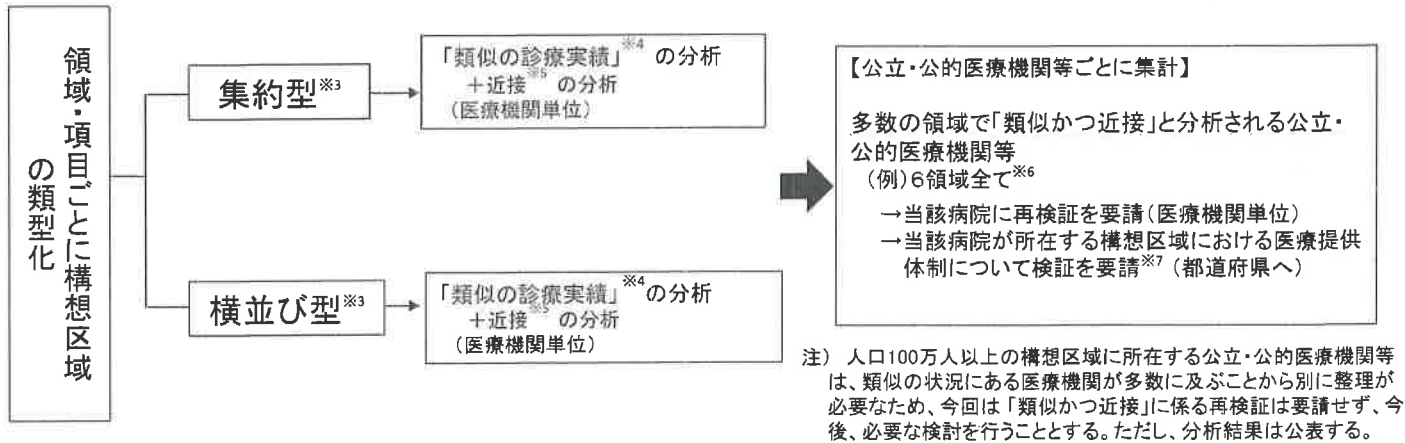 領域・項目ごとに構想区域
の類型化
集約型※3
「類似の診療実績」※4 の分析
＋近接※5 の分析
（医療機関単位）
横並び型※3
「類似の診療実績」※4の分析
＋近接※5 の分析
（医療機関単位）
【公立・公的医療機関等ごとに集計】
多数の領域で「類似かつ近接」と分析される公立・
公的医療機関等
（例）６領域全て※6
→当該病院に再検証を要請（医療機関単位）
→当該病院が所在する構想区域における医療提供
体制について検証を要請※7（都道府県へ）
注） 人口100万人以上の構想区域に所在する公立・公的医療機関等
は、類似の状況にある医療機関が多数に及ぶことから別に整理が
必要なため、今回は「類似かつ近接」に係る再検証は要請せず、今
後、必要な検討を行うこととする。ただし、分析結果は公表する。